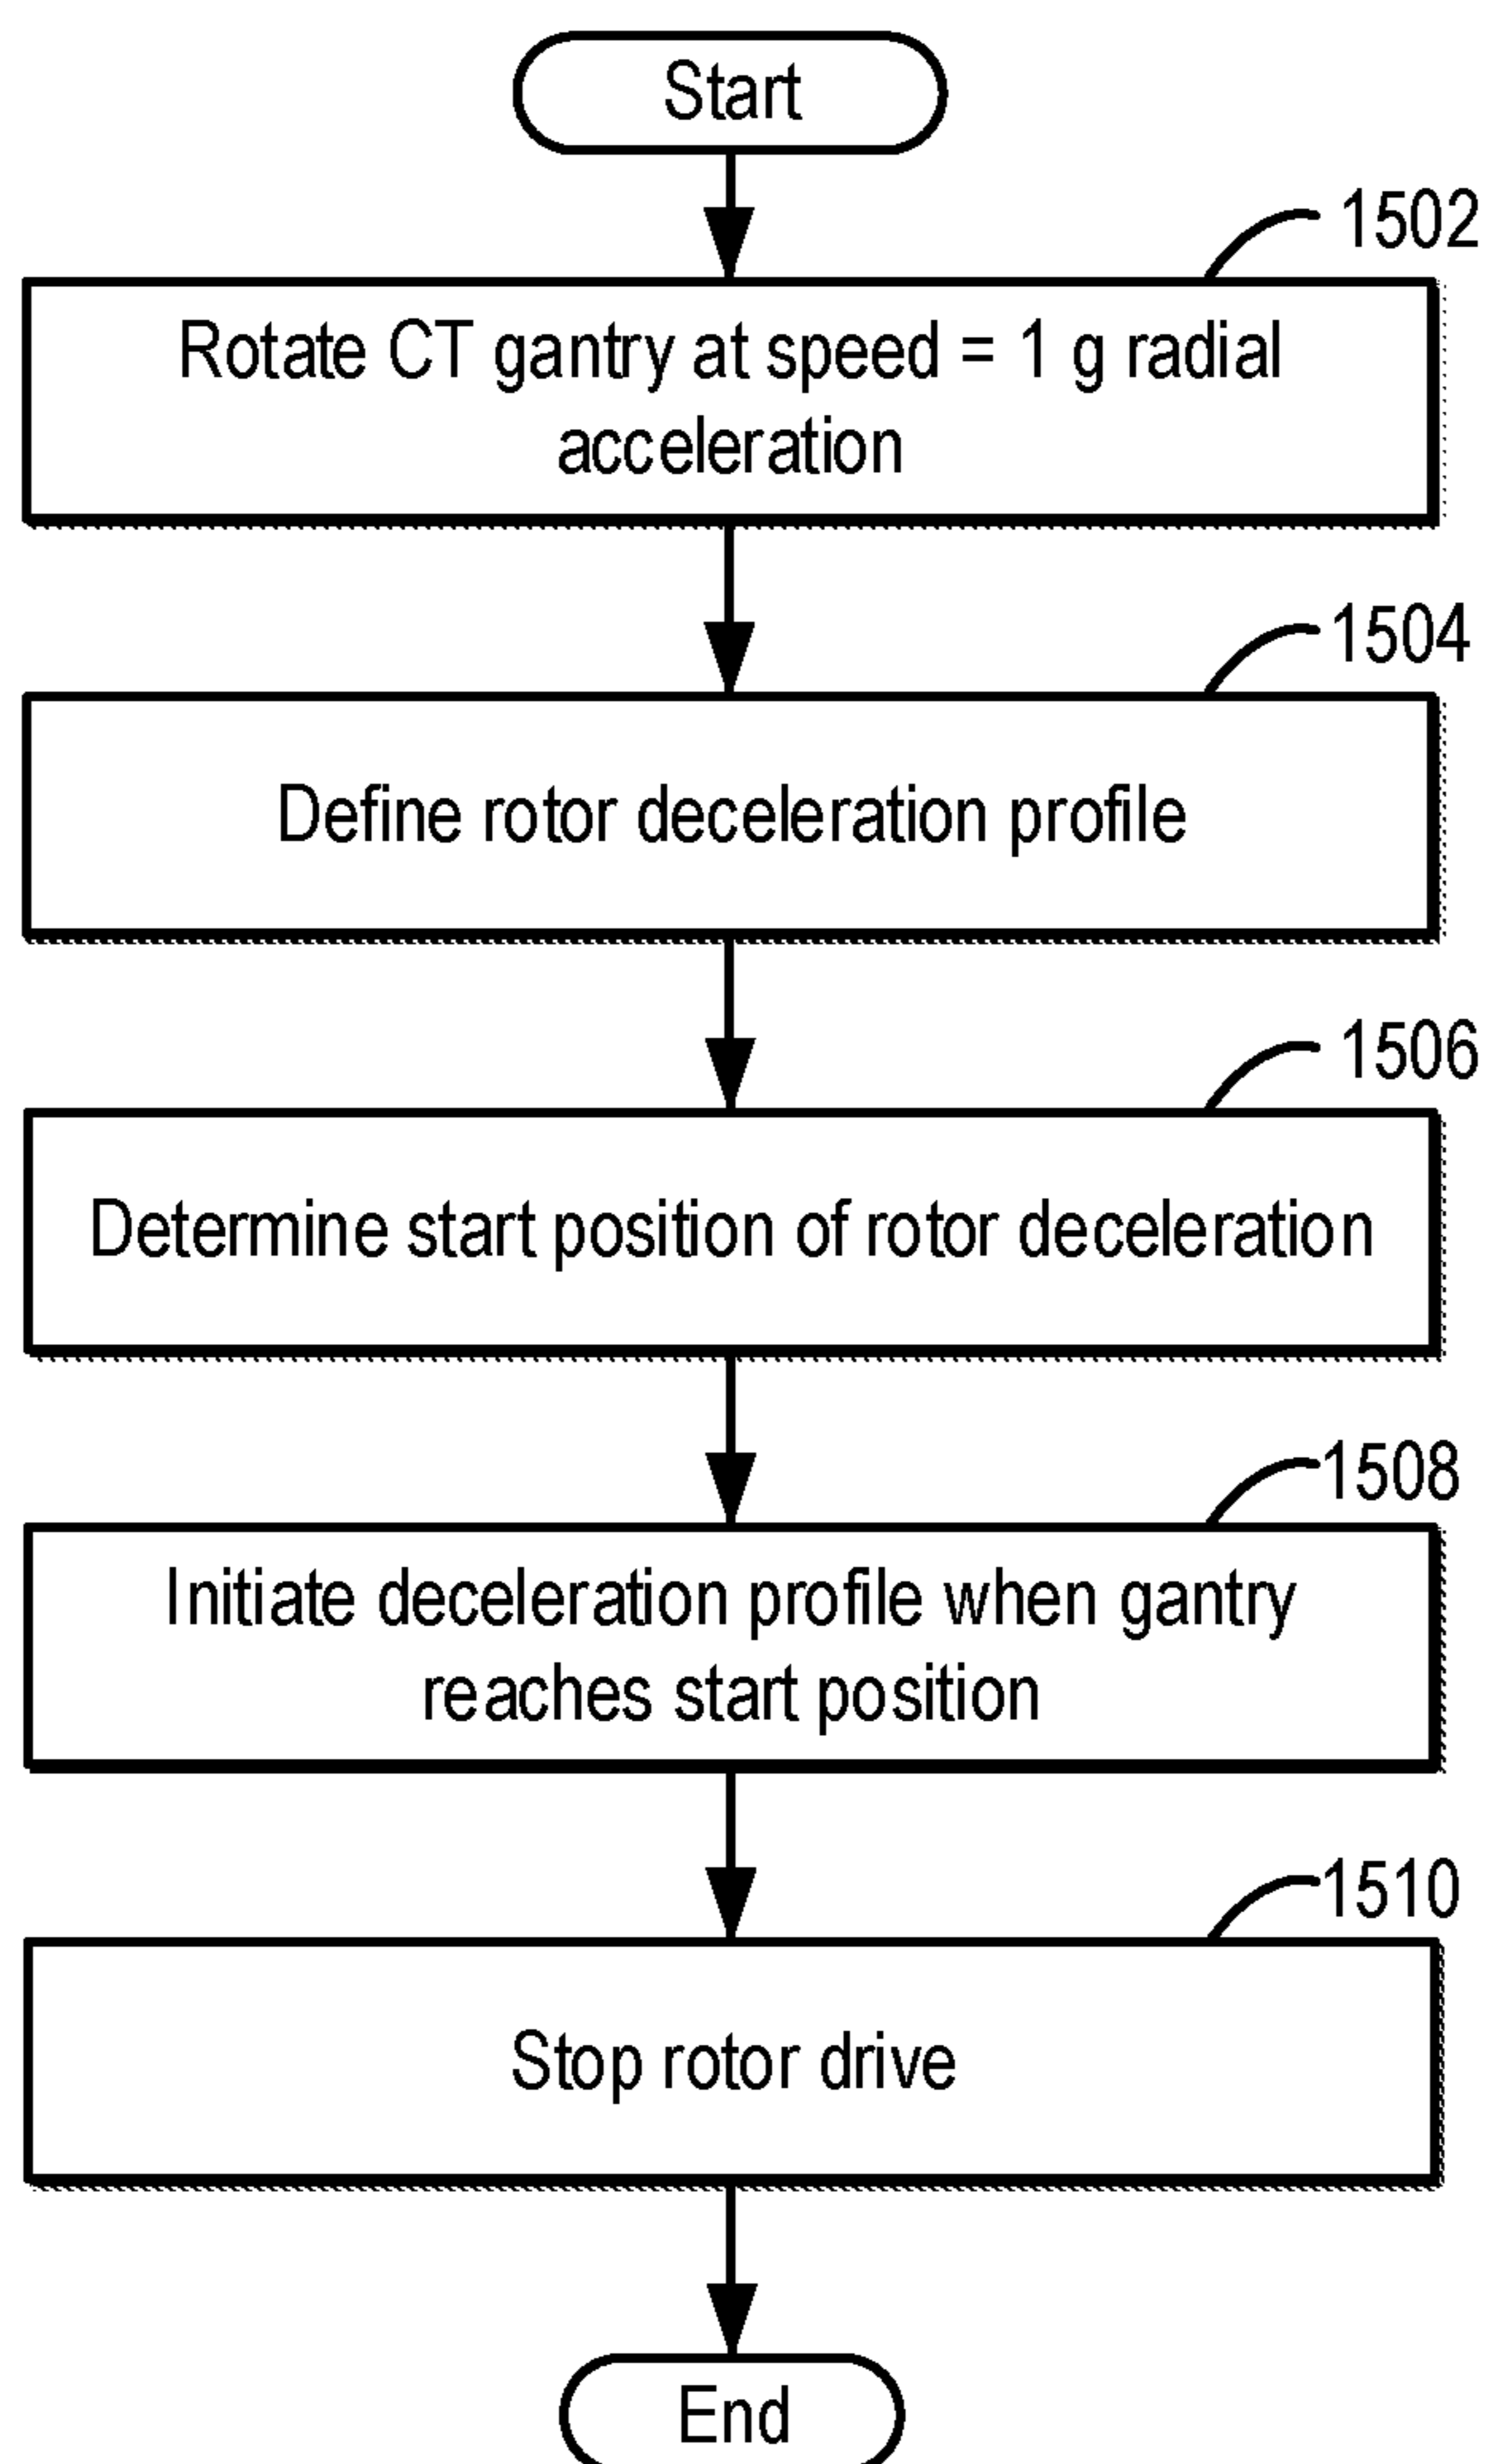 Start
1502
Rotate CT gantry at speed = 1 g radial
acceleration
1504
Define rotor deceleration profile
1506
Determine start position of rotor deceleration
1508
Initiate deceleration profile when gantry
reaches start position
1510
Stop rotor drive
End